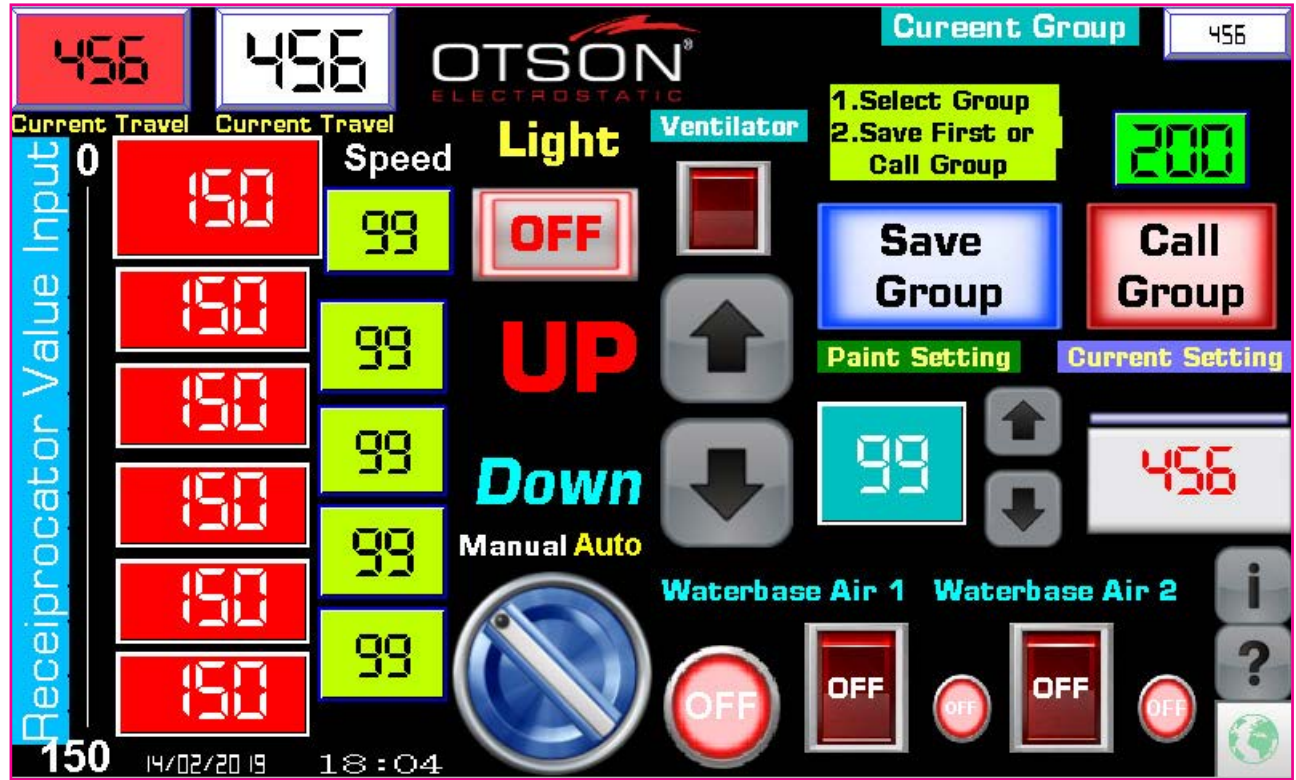 456
456
OTSON®
ELECTROSTATIC
Cureent Group
456
Current Travel
Current Travel
1.Select Group
2.Save First or
Call Group
200
Receiprocator Value Input
0
150
150
150
150
150
150
150
Speed
99
99
99
99
99
Light
OFF
Ventilator
UP
Down
Manual Auto
Save
Group
Call
Group
Paint Setting
Current Setting
99
456
Waterbase Air 1
Waterbase Air 2
OFF
OFF
OFF
OFF
OFF
i
?
14/02/2019
18:04